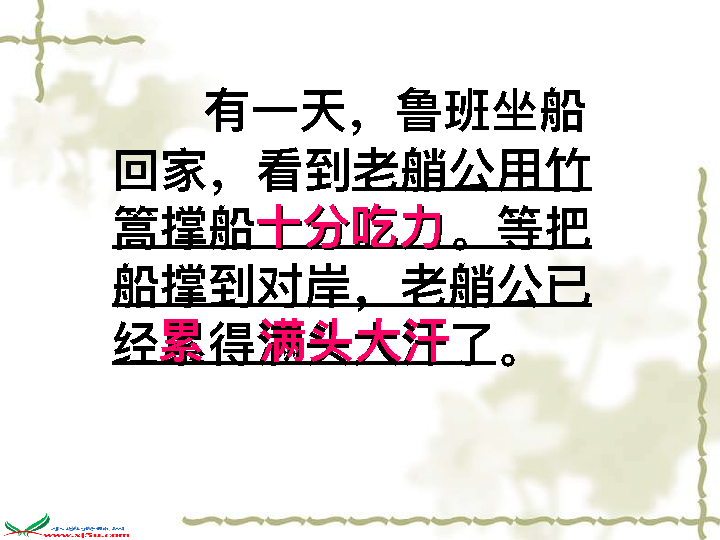 有一天，鲁班坐船
回家，看到老艄公用竹
篙撑船十分吃力。等把
船撑到对岸，老艄公已
经累得满头大汗了。
www.xj5u.com